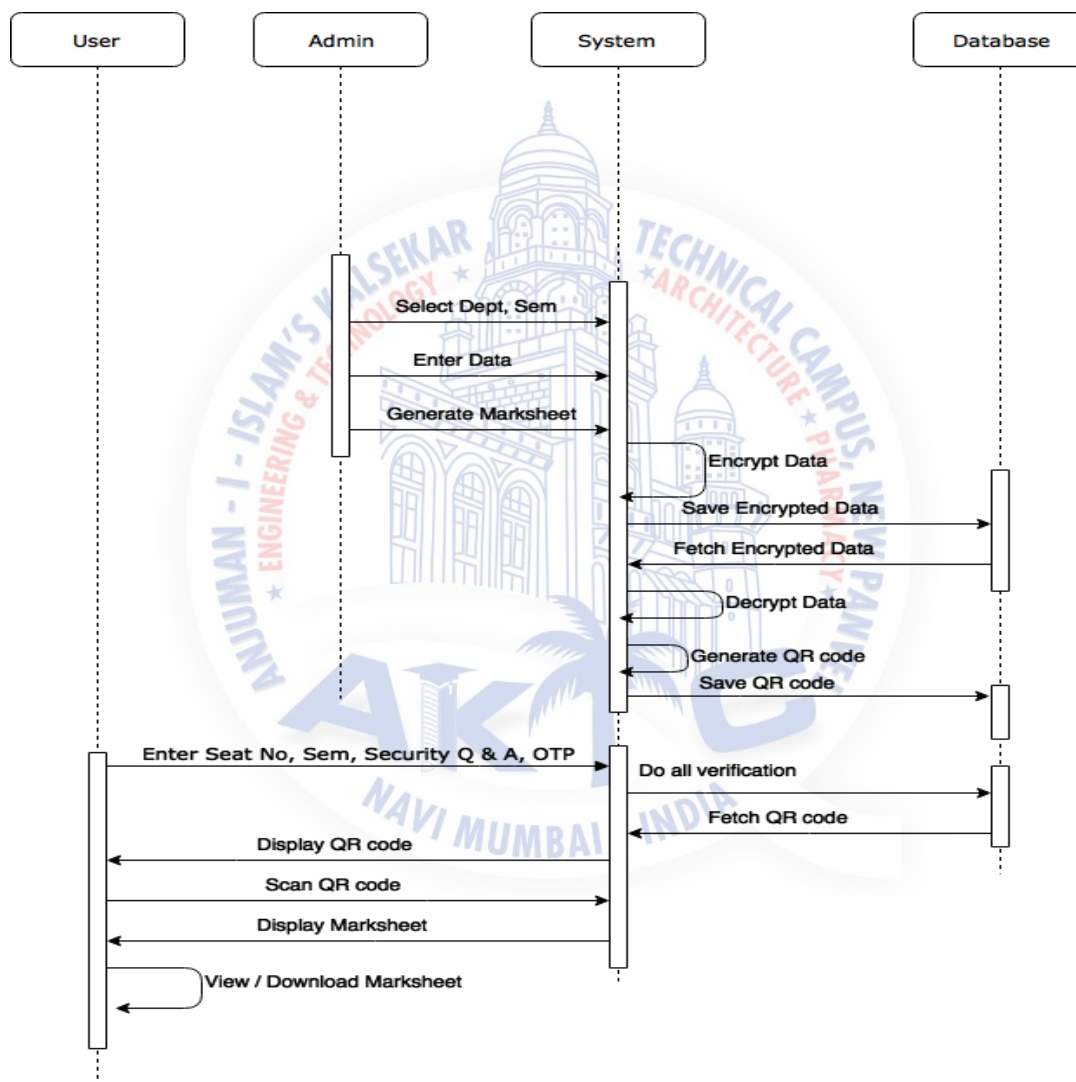 User
Admin
System
Database
ANJUMAN - I - ISLAM'S KALSEKAR TECHNICAL CAMPUS, NEW PANVEL
ENGINEERING & TECHNOLOGY ★ ★ ARCHITECTURE ★ PHARMACY ★
Select Dept, Sem
Enter Data
Generate Marksheet
Encrypt Data
Save Encrypted Data
Fetch Encrypted Data
Decrypt Data
Generate QR code
Save QR code
AKTC
Enter Seat No, Sem, Security Q & A, OTP
Do all verification
Fetch QR code
NAVI MUMBAI - INDIA
Display QR code
Scan QR code
Display Marksheet
View / Download Marksheet